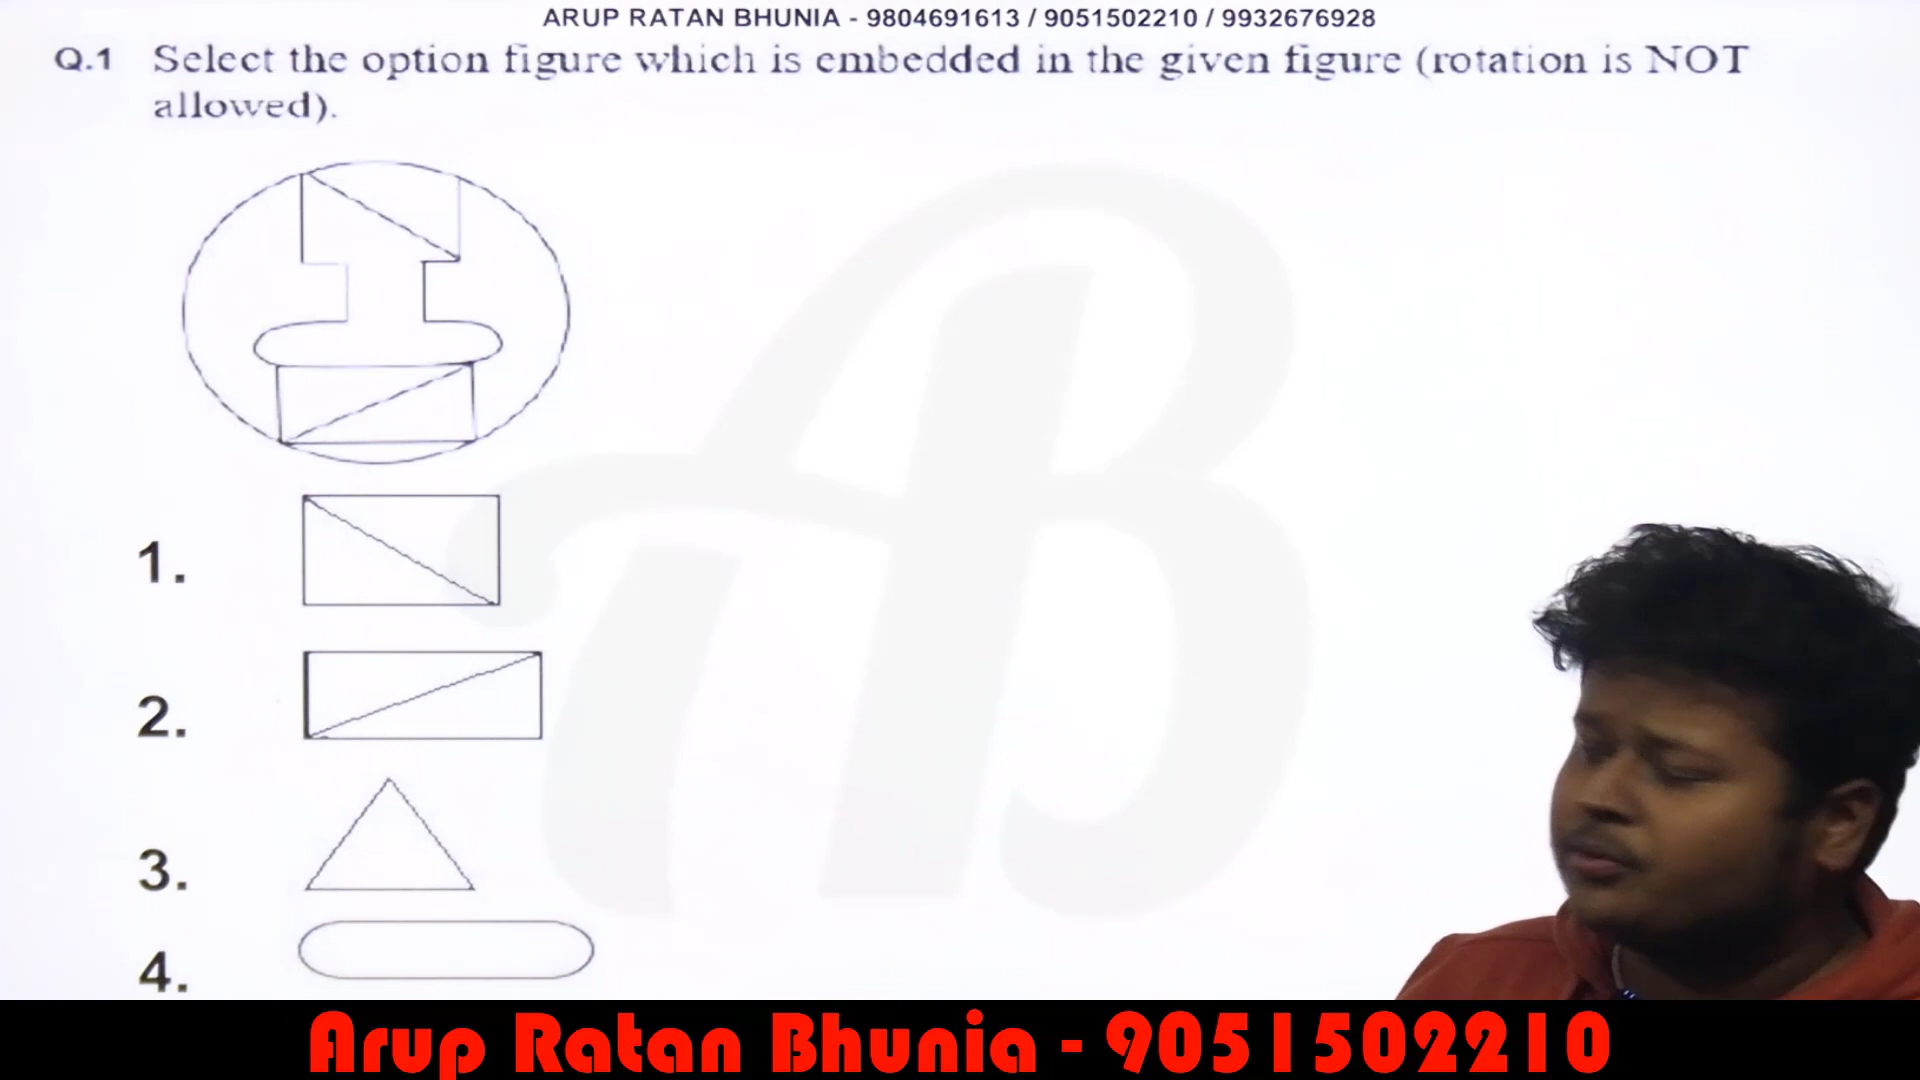 ARUP RATAN BHUNIA - 9804691613 / 9051502210 / 9932676928
Q.1 Select the option figure which is embedded in the given figure (rotation is NOT
allowed).
1.
2.
3.
4.
AB
Arup Ratan Bhunia - 9051502210